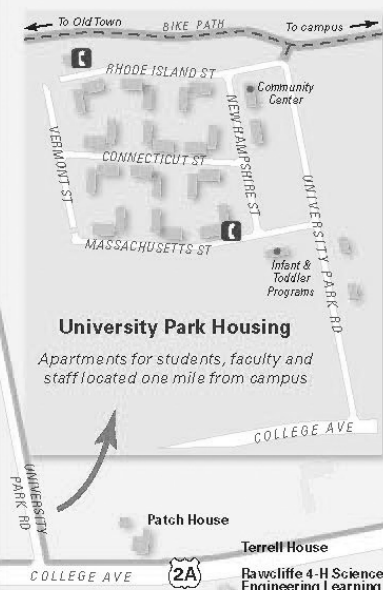 To Old Town
BIKE PATH
To campus
RHODE ISLAND ST
Community
Center
NEW HAMPSHIRE ST
VERMONT ST
CONNECTICUT ST
UNIVERSITY PARK RD
MASSACHUSETTS ST
Infant &
Toddler
Programs
University Park Housing
Apartments for students, faculty and
staff located one mile from campus
COLLEGE AVE
UNIVERSITY
PARK RD
Patch House
Terrell House
COLLEGE AVE
2A
Rawcliffe 4-H Science
Engineering Learning